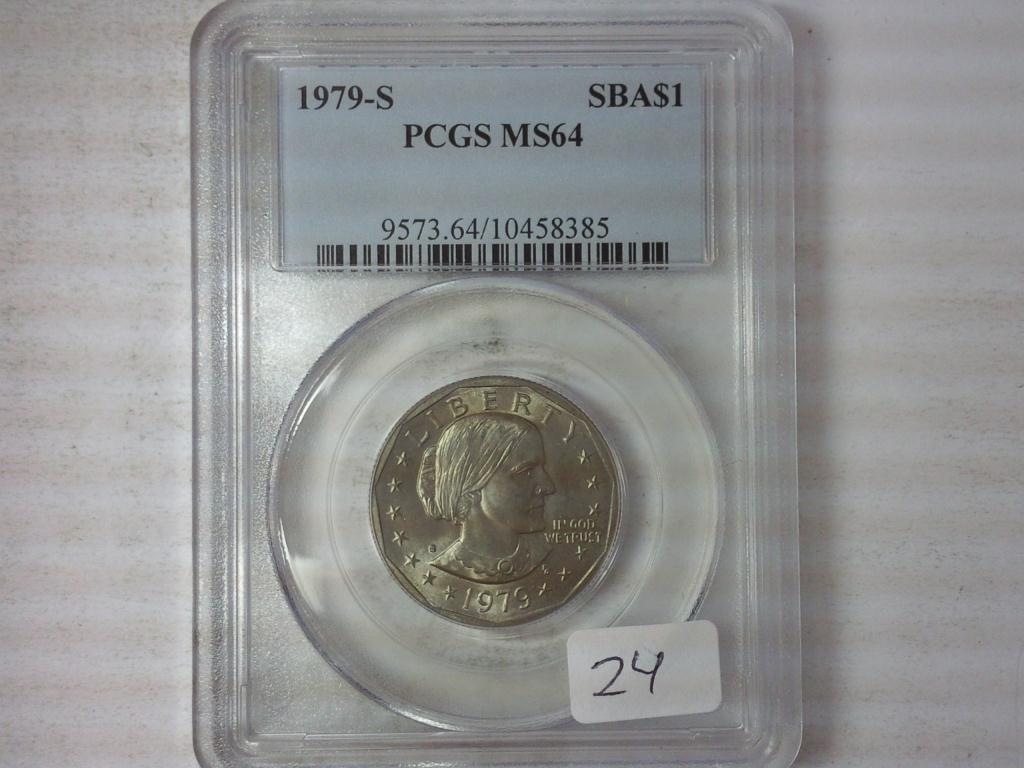 1979-S SBA$1
PCGS MS64
9573.64/10458385
LIBERTY
IN GOD
WE TRUST
S
1979
24